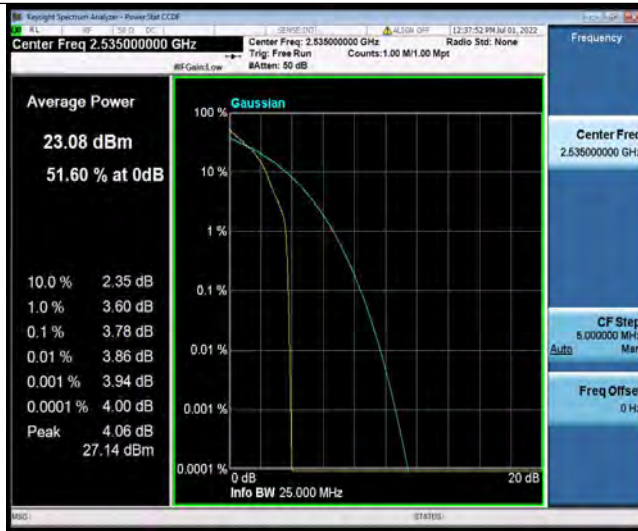 Keysight Spectrum Analyzer - Power Stat CCDF
RL RF 50 Ω DC SENSE:INT ALIGN OFF 12:37:52 PM Jul 01, 2022
Center Freq 2.535000000 GHz
Center Freq: 2.535000000 GHz Radio Std: None
Trig: Free Run Counts:1.00 M/1.00 Mpt
#IFGain:Low #Atten: 50 dB
Frequency
Average Power
23.08 dBm
51.60 % at 0dB
10.0 % 2.35 dB
1.0 % 3.60 dB
0.1 % 3.78 dB
0.01 % 3.86 dB
0.001 % 3.94 dB
0.0001 % 4.00 dB
Peak 4.06 dB
27.14 dBm
Gaussian
100 %
10 %
1 %
0.1 %
0.01 %
0.001 %
0.0001 %
0 dB 20 dB
Info BW 25.000 MHz
Center Freq
2.535000000 GHz
CF Step
5.000000 MHz
Auto Man
Freq Offse
0 Hz
MSG STATUS